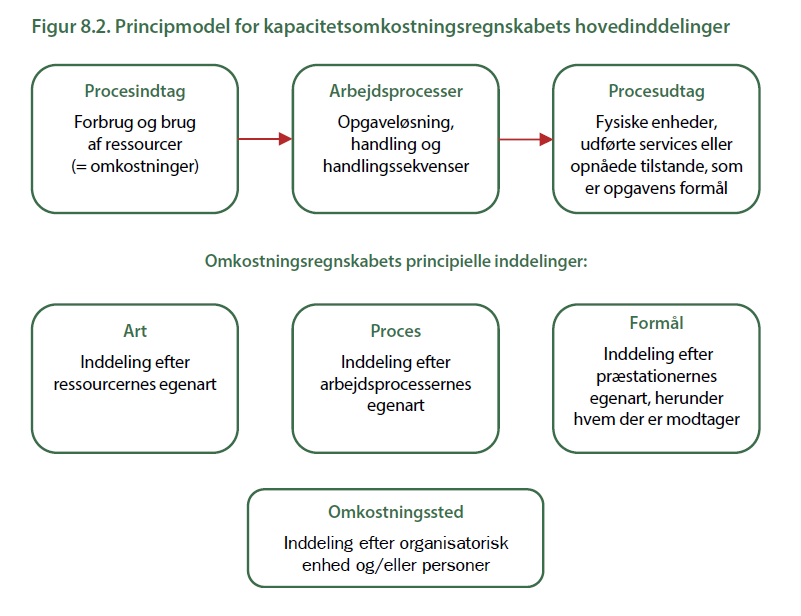 Figur 8.2. Principmodel for kapacitetsomkostningsregnskabets hovedinddelinger
Procesindtag
Forbrug og brug
af ressourcer
(= omkostninger)
Arbejdsprocesser
Opgaveløsning,
handling og
handlingssekvenser
Procesudtag
Fysiske enheder,
udførte services eller
opnåede tilstande, som
er opgavens formål
Omkostningsregnskabets principielle inddelinger:
Art
Inddeling efter
ressourcernes egenart
Proces
Inddeling efter
arbejdsprocessernes
egenart
Formål
Inddeling efter
præstationernes
egenart, herunder
hvem der er modtager
Omkostningssted
Inddeling efter organisatorisk
enhed og/eller personer